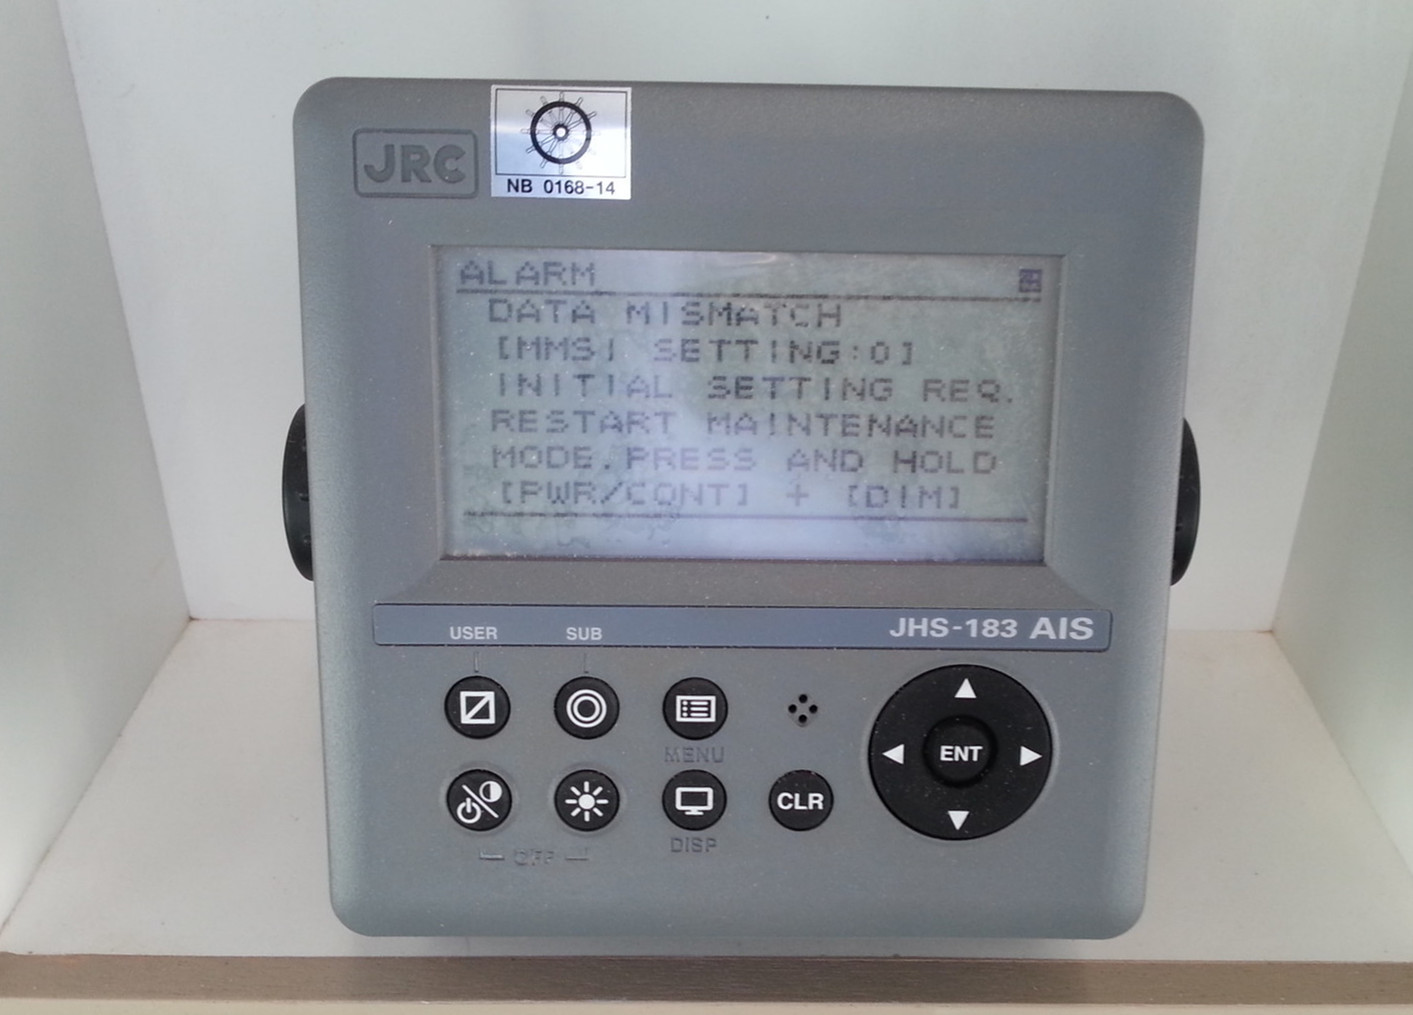 JRC
NB 0168-14
ALARM
DATA MISMATCH
[MMSI SETTING:0]
INITIAL SETTING REQ.
RESTART MAINTENANCE
MODE.PRESS AND HOLD
[PWR/CONT] + [DIM]
JHS-183 AIS
USER SUB
MENU
ENT
CLR
DISP
OFF